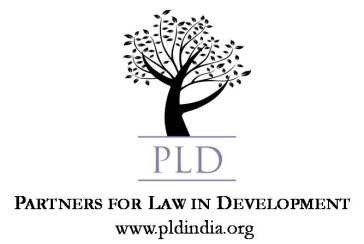 PLD
PARTNERS FOR LAW IN DEVELOPMENT
www.pldindia.org